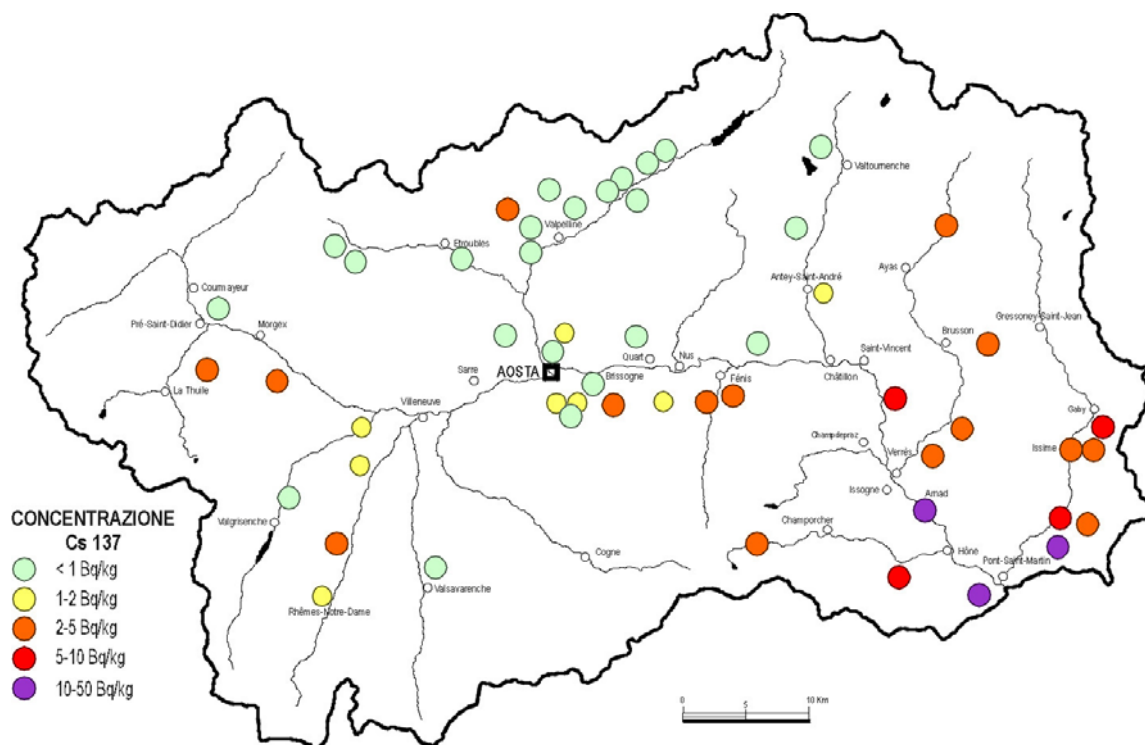 Valtournenche
Valpelline
Etroubles
Ayas
Antey-Saint-André
Courmayeur
Gressoney-Saint-Jean
Pré-Saint-Didier
Morgex
Brusson
Quart
Nus
Saint-Vincent
Châtillon
AOSTA
Brissogne
Fénis
Sarre
La Thuile
Villeneuve
Gaby
Champdepraz
Verrés
Issime
Issogne
Arnad
CONCENTRAZIONE
Cs 137
< 1 Bq/kg
1-2 Bq/kg
2-5 Bq/kg
5-10 Bq/kg
10-50 Bq/kg
Valgrisenche
Champorcher
Cogne
Hône
Pont-Saint-Martin
Valsavarenche
Rhêmes-Notre-Dame
0 5 10 Km